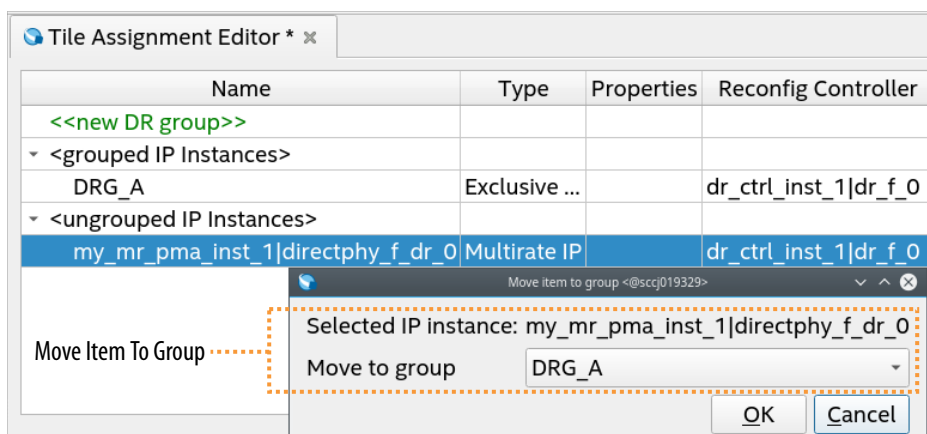 Tile Assignment Editor *
Name Type Properties Reconfig Controller
<<new DR group>>
<grouped IP Instances>
DRG_A Exclusive ... dr_ctrl_inst_1|dr_f_0
<ungrouped IP Instances>
my_mr_pma_inst_1|directphy_f_dr_0 Multirate IP dr_ctrl_inst_1|dr_f_0
Move item to group <@sccj019329>
Selected IP instance: my_mr_pma_inst_1|directphy_f_dr_0
Move Item To Group
Move to group DRG_A
OK Cancel